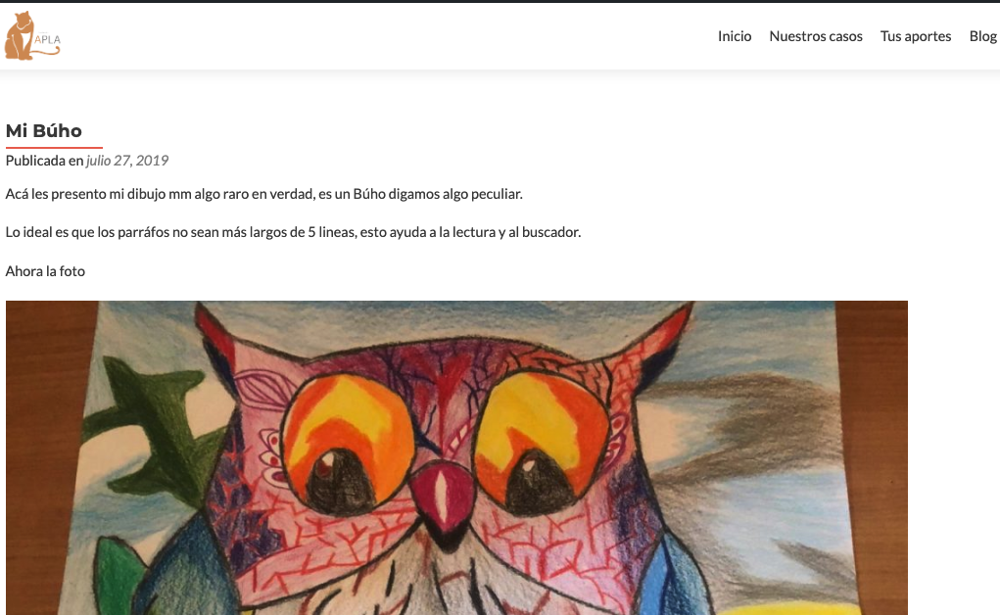 APLA
Inicio Nuestros casos Tus aportes Blog
Mi Búho
Publicada en julio 27, 2019
Acá les presento mi dibujo mm algo raro en verdad, es un Búho digamos algo peculiar.
Lo ideal es que los parráfos no sean más largos de 5 lineas, esto ayuda a la lectura y al buscador.
Ahora la foto